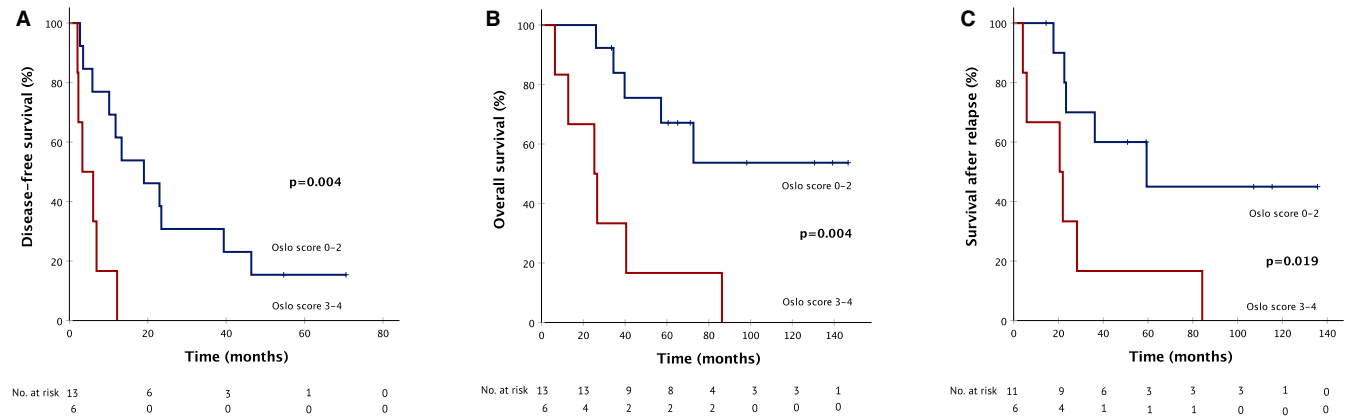 A
Disease-free survival (%)
100
80
60
40
20
0
p=0.004
Oslo score 0-2
Oslo score 3-4
0 20 40 60 80
Time (months)
No. at risk 13 6 3 1 0
6 0 0 0 0
B
Overall survival (%)
100
80
60
40
20
0
Oslo score 0-2
p=0.004
Oslo score 3-4
0 20 40 60 80 100 120 140
Time (months)
No. at risk 13 13 9 8 4 3 3 1
6 4 2 2 2 0 0 0
C
Survival after relapse (%)
100
80
60
40
20
0
Oslo score 0-2
p=0.019
Oslo score 3-4
0 20 40 60 80 100 120 140
Time (months)
No. at risk 11 9 6 3 3 3 1 0
6 4 1 1 1 0 0 0